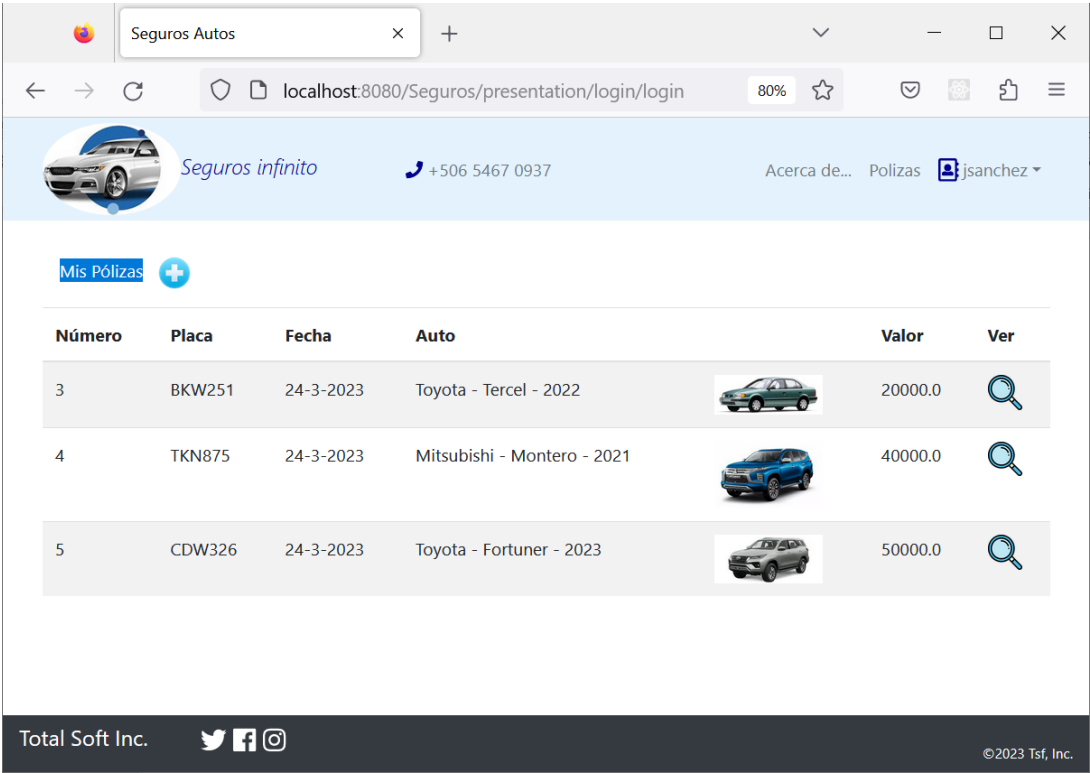 Seguros Autos
localhost:8080/Seguros/presentation/login/login 80%
Seguros infinito +506 5467 0937 Acerca de... Polizas jsanchez
Mis Pólizas
Número Placa Fecha Auto Valor Ver
3 BKW251 24-3-2023 Toyota - Tercel - 2022 20000.0
4 TKN875 24-3-2023 Mitsubishi - Montero - 2021 40000.0
5 CDW326 24-3-2023 Toyota - Fortuner - 2023 50000.0
Total Soft Inc.
©2023 Tsf, Inc.